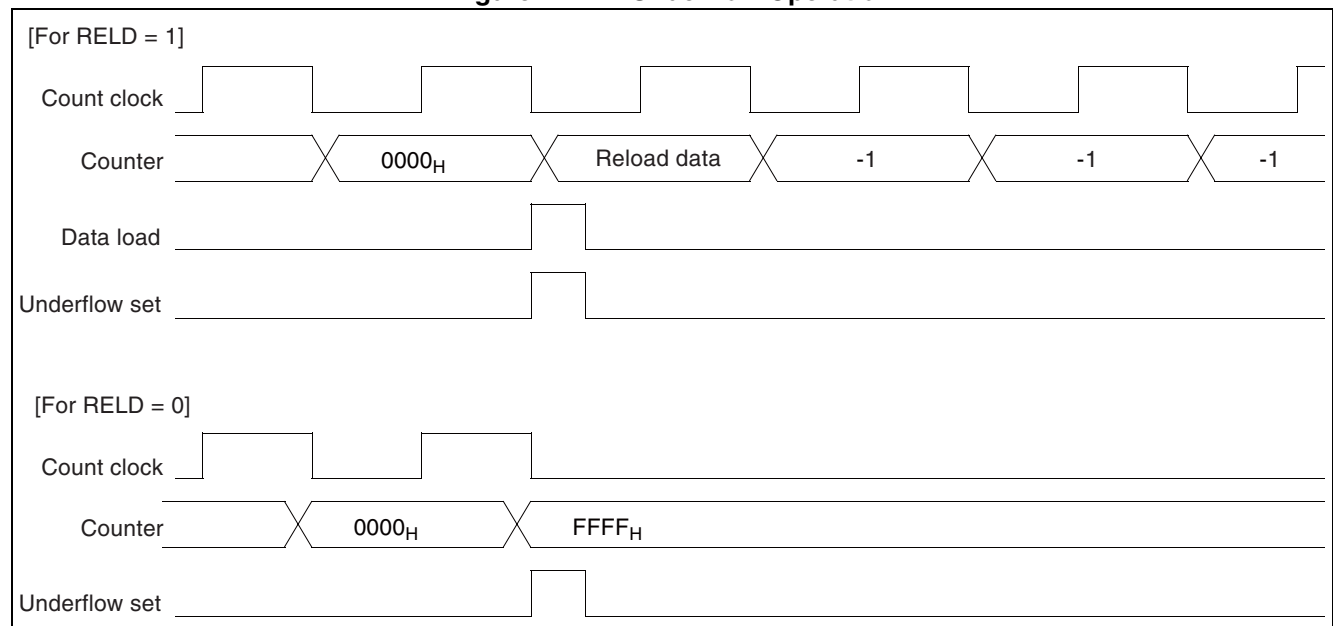 [For RELD = 1]
Count clock
Counter 0000H Reload data -1 -1 -1
Data load
Underflow set
[For RELD = 0]
Count clock
Counter 0000H FFFFH
Underflow set